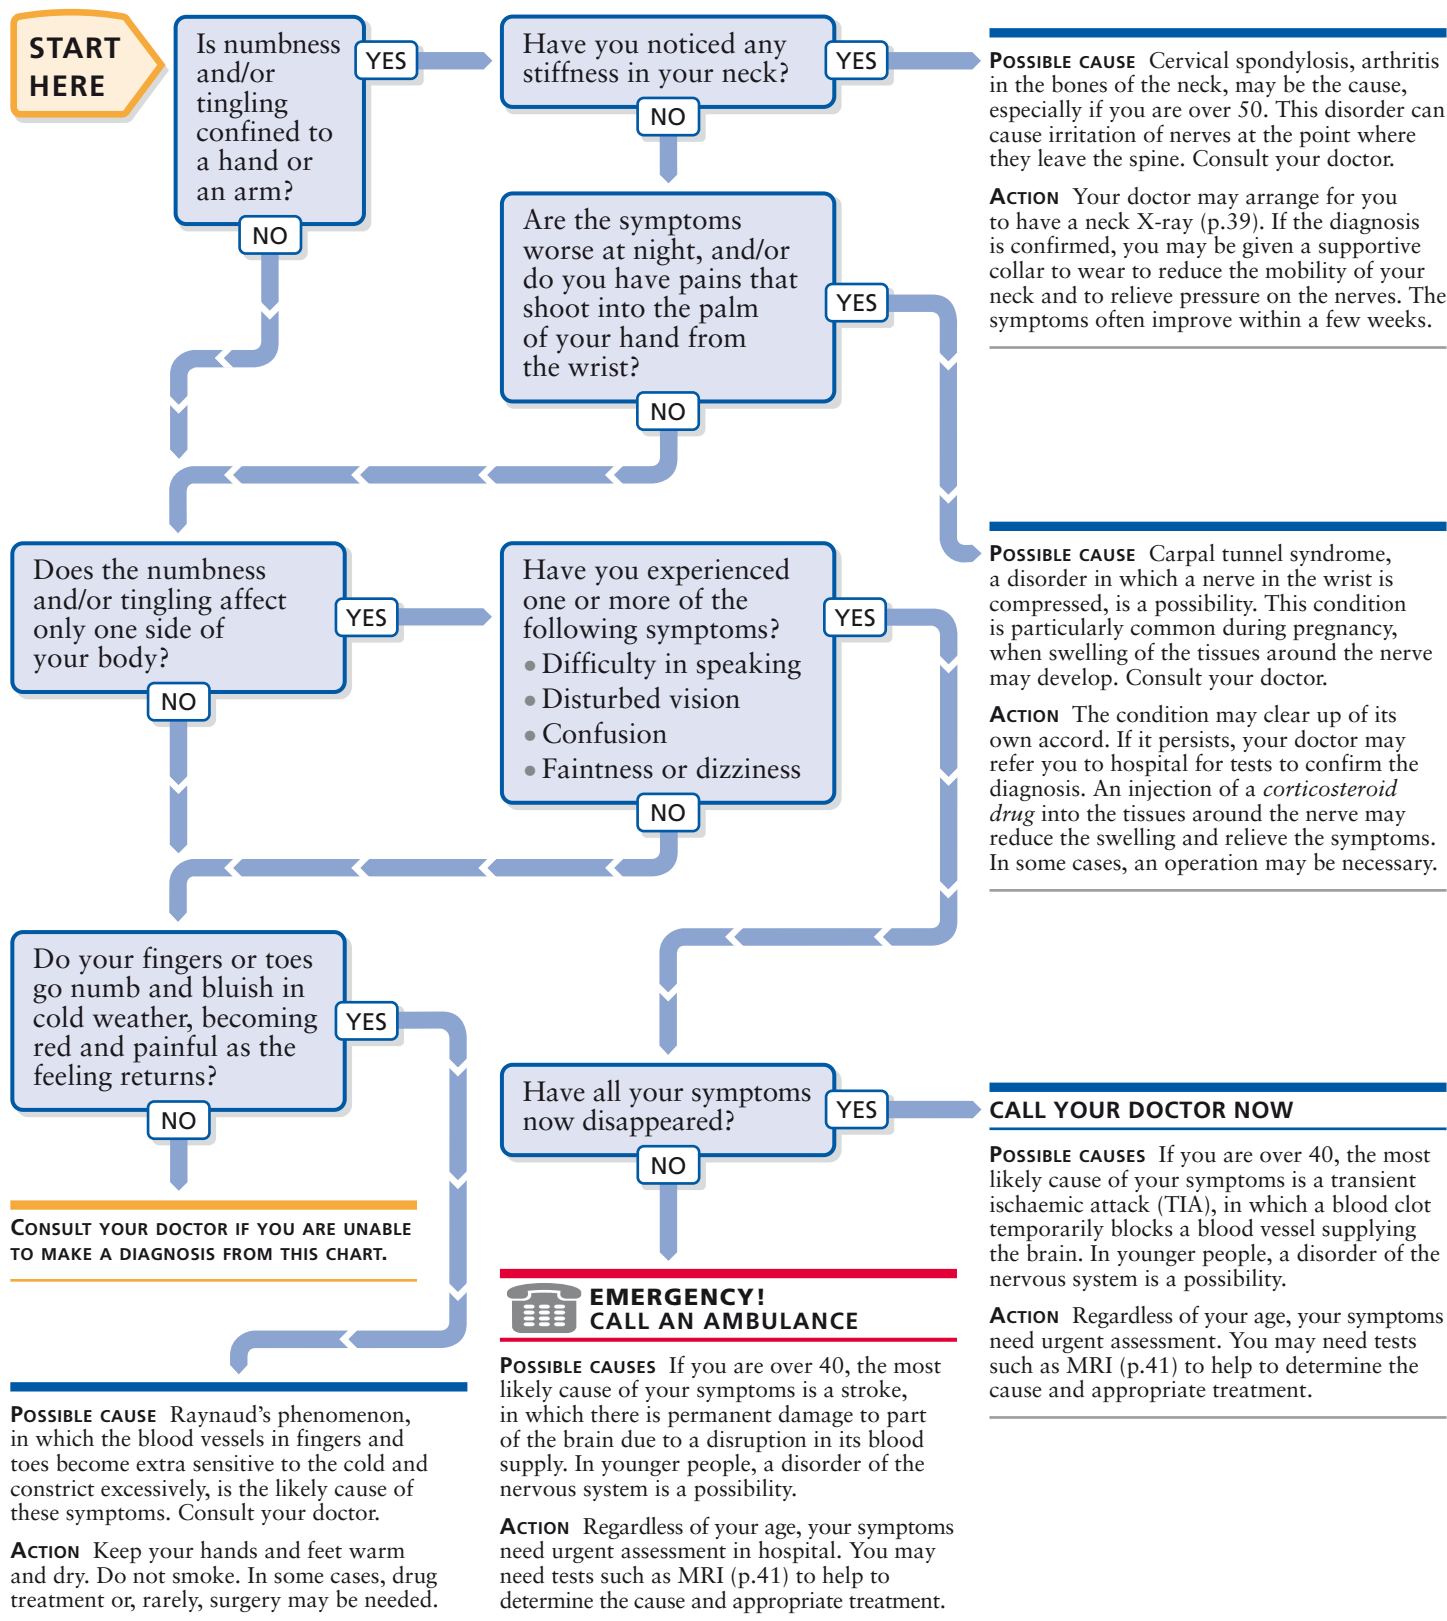 START
HERE
Is numbness
and/or
tingling
confined to
a hand or
an arm?
YES
NO
Have you noticed any
stiffness in your neck?
YES
NO
POSSIBLE CAUSE Cervical spondylosis, arthritis
in the bones of the neck, may be the cause,
especially if you are over 50. This disorder can
cause irritation of nerves at the point where
they leave the spine. Consult your doctor.
ACTION Your doctor may arrange for you
to have a neck X-ray (p.39). If the diagnosis
is confirmed, you may be given a supportive
collar to wear to reduce the mobility of your
neck and to relieve pressure on the nerves. The
symptoms often improve within a few weeks.
Are the symptoms
worse at night, and/or
do you have pains that
shoot into the palm
of your hand from
the wrist?
YES
NO
POSSIBLE CAUSE Carpal tunnel syndrome,
a disorder in which a nerve in the wrist is
compressed, is a possibility. This condition
is particularly common during pregnancy,
when swelling of the tissues around the nerve
may develop. Consult your doctor.
ACTION The condition may clear up of its
own accord. If it persists, your doctor may
refer you to hospital for tests to confirm the
diagnosis. An injection of a corticosteroid
drug into the tissues around the nerve may
reduce the swelling and relieve the symptoms.
In some cases, an operation may be necessary.
Does the numbness
and/or tingling affect
only one side of
your body?
YES
NO
Have you experienced
one or more of the
following symptoms?
• Difficulty in speaking
• Disturbed vision
• Confusion
• Faintness or dizziness
YES
NO
Do your fingers or toes
go numb and bluish in
cold weather, becoming
red and painful as the
feeling returns?
YES
NO
CONSULT YOUR DOCTOR IF YOU ARE UNABLE
TO MAKE A DIAGNOSIS FROM THIS CHART.
POSSIBLE CAUSE Raynaud's phenomenon,
in which the blood vessels in fingers and
toes become extra sensitive to the cold and
constrict excessively, is the likely cause of
these symptoms. Consult your doctor.
ACTION Keep your hands and feet warm
and dry. Do not smoke. In some cases, drug
treatment or, rarely, surgery may be needed.
Have all your symptoms
now disappeared?
YES
NO
EMERGENCY!
CALL AN AMBULANCE
POSSIBLE CAUSES If you are over 40, the most
likely cause of your symptoms is a stroke,
in which there is permanent damage to part
of the brain due to a disruption in its blood
supply. In younger people, a disorder of the
nervous system is a possibility.
ACTION Regardless of your age, your symptoms
need urgent assessment in hospital. You may
need tests such as MRI (p.41) to help to
determine the cause and appropriate treatment.
CALL YOUR DOCTOR NOW
POSSIBLE CAUSES If you are over 40, the most
likely cause of your symptoms is a transient
ischaemic attack (TIA), in which a blood clot
temporarily blocks a blood vessel supplying
the brain. In younger people, a disorder of the
nervous system is a possibility.
ACTION Regardless of your age, your symptoms
need urgent assessment. You may need tests
such as MRI (p.41) to help to determine the
cause and appropriate treatment.